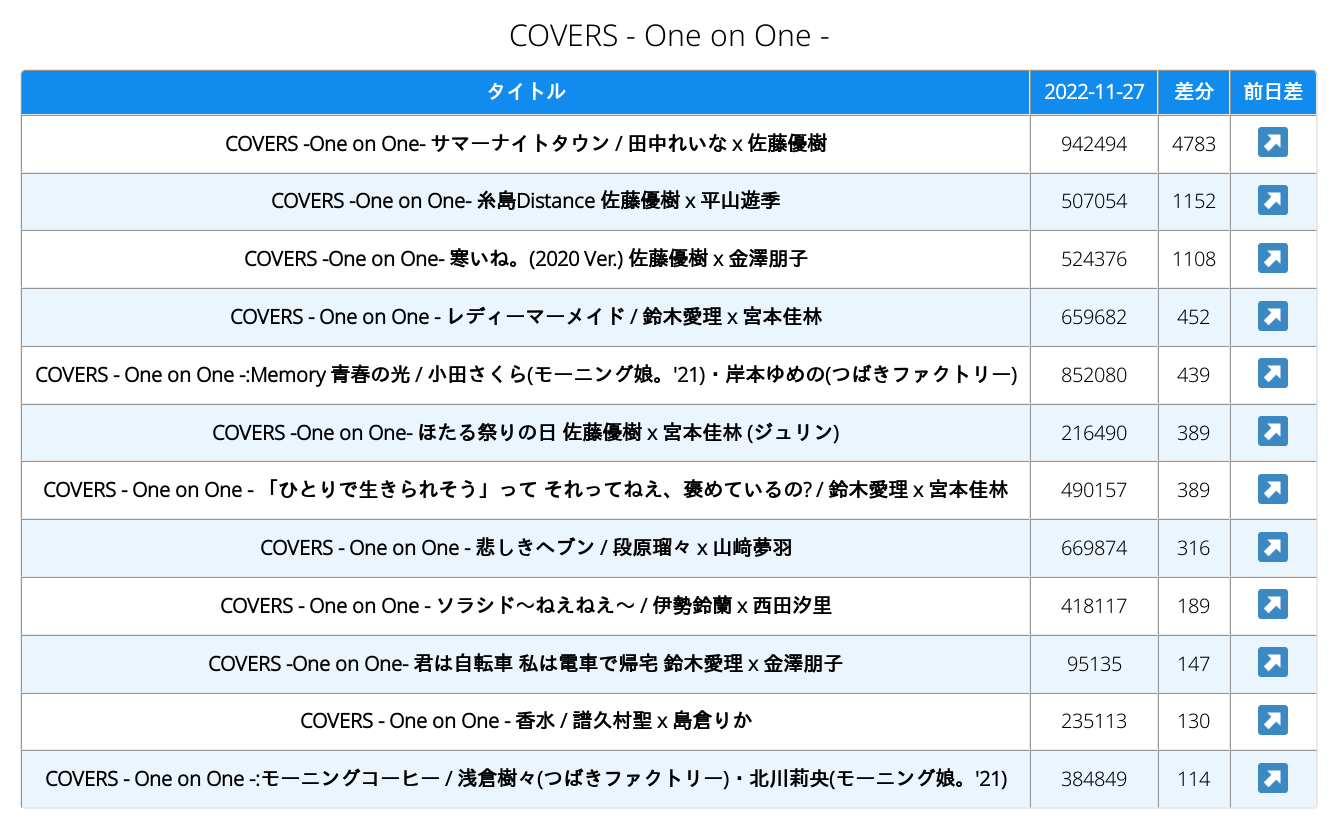 COVERS - One on One -
タイトル 2022-11-27 差分 前日差
COVERS -One on One- サマーナイトタウン / 田中れいな x 佐藤優樹 942494 4783
COVERS -One on One- 糸島Distance 佐藤優樹 x 平山遊季 507054 1152
COVERS -One on One- 寒いね。(2020 Ver.) 佐藤優樹 x 金澤朋子 524376 1108
COVERS - One on One - レディーマーメイド / 鈴木愛理 x 宮本佳林 659682 452
COVERS - One on One -:Memory 青春の光 / 小田さくら(モーニング娘。'21)・岸本ゆめの(つばきファクトリー) 852080 439
COVERS -One on One- ほたる祭りの日 佐藤優樹 x 宮本佳林 (ジュリン) 216490 389
COVERS - One on One - 「ひとりで生きられそう」って それってねえ、褒めているの? / 鈴木愛理 x 宮本佳林 490157 389
COVERS - One on One - 悲しきヘブン / 段原瑠々 x 山﨑夢羽 669874 316
COVERS - One on One - ソラシド〜ねえねえ〜 / 伊勢鈴蘭 x 西田汐里 418117 189
COVERS -One on One- 君は自転車 私は電車で帰宅 鈴木愛理 x 金澤朋子 95135 147
COVERS - One on One - 香水 / 譜久村聖 x 島倉りか 235113 130
COVERS - One on One -:モーニングコーヒー / 浅倉樹々(つばきファクトリー)・北川莉央(モーニング娘。'21) 384849 114